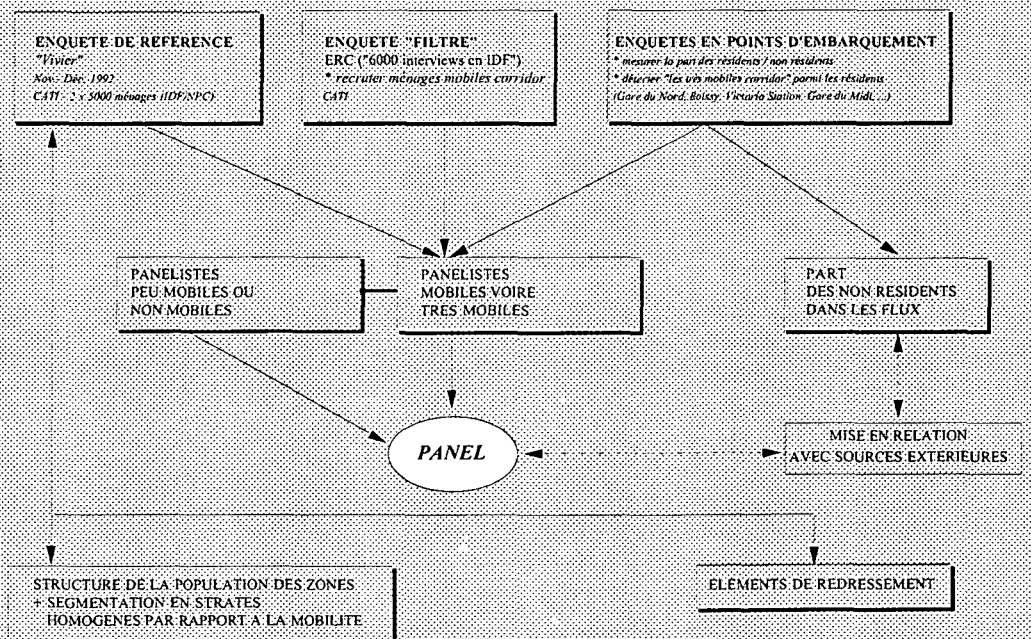 ENQUETE DE REFERENCE
"Vivier"
Nov.- Déc. 1992
CATI - 2 x 5000 ménages (IDF/NPC)
ENQUETE "FILTRE"
ERC ("6000 interviews en IDF")
* recruter ménages mobiles corridor
CATI
ENQUETES EN POINTS D'EMBARQUEMENT
* mesurer la part des résidents / non résidents
* détecter "les très mobiles corridor" parmi les résidents
(Gare du Nord, Roissy, Victoria Station, Gare du Midi, ...)
PANELISTES
PEU MOBILES OU
NON MOBILES
PANELISTES
MOBILES VOIRE
TRES MOBILES
PART
DES NON RESIDENTS
DANS LES FLUX
PANEL
MISE EN RELATION
AVEC SOURCES EXTERIEURES
STRUCTURE DE LA POPULATION DES ZONES
+ SEGMENTATION EN STRATES
HOMOGENES PAR RAPPORT A LA MOBILITE
ELEMENTS DE REDRESSEMENT